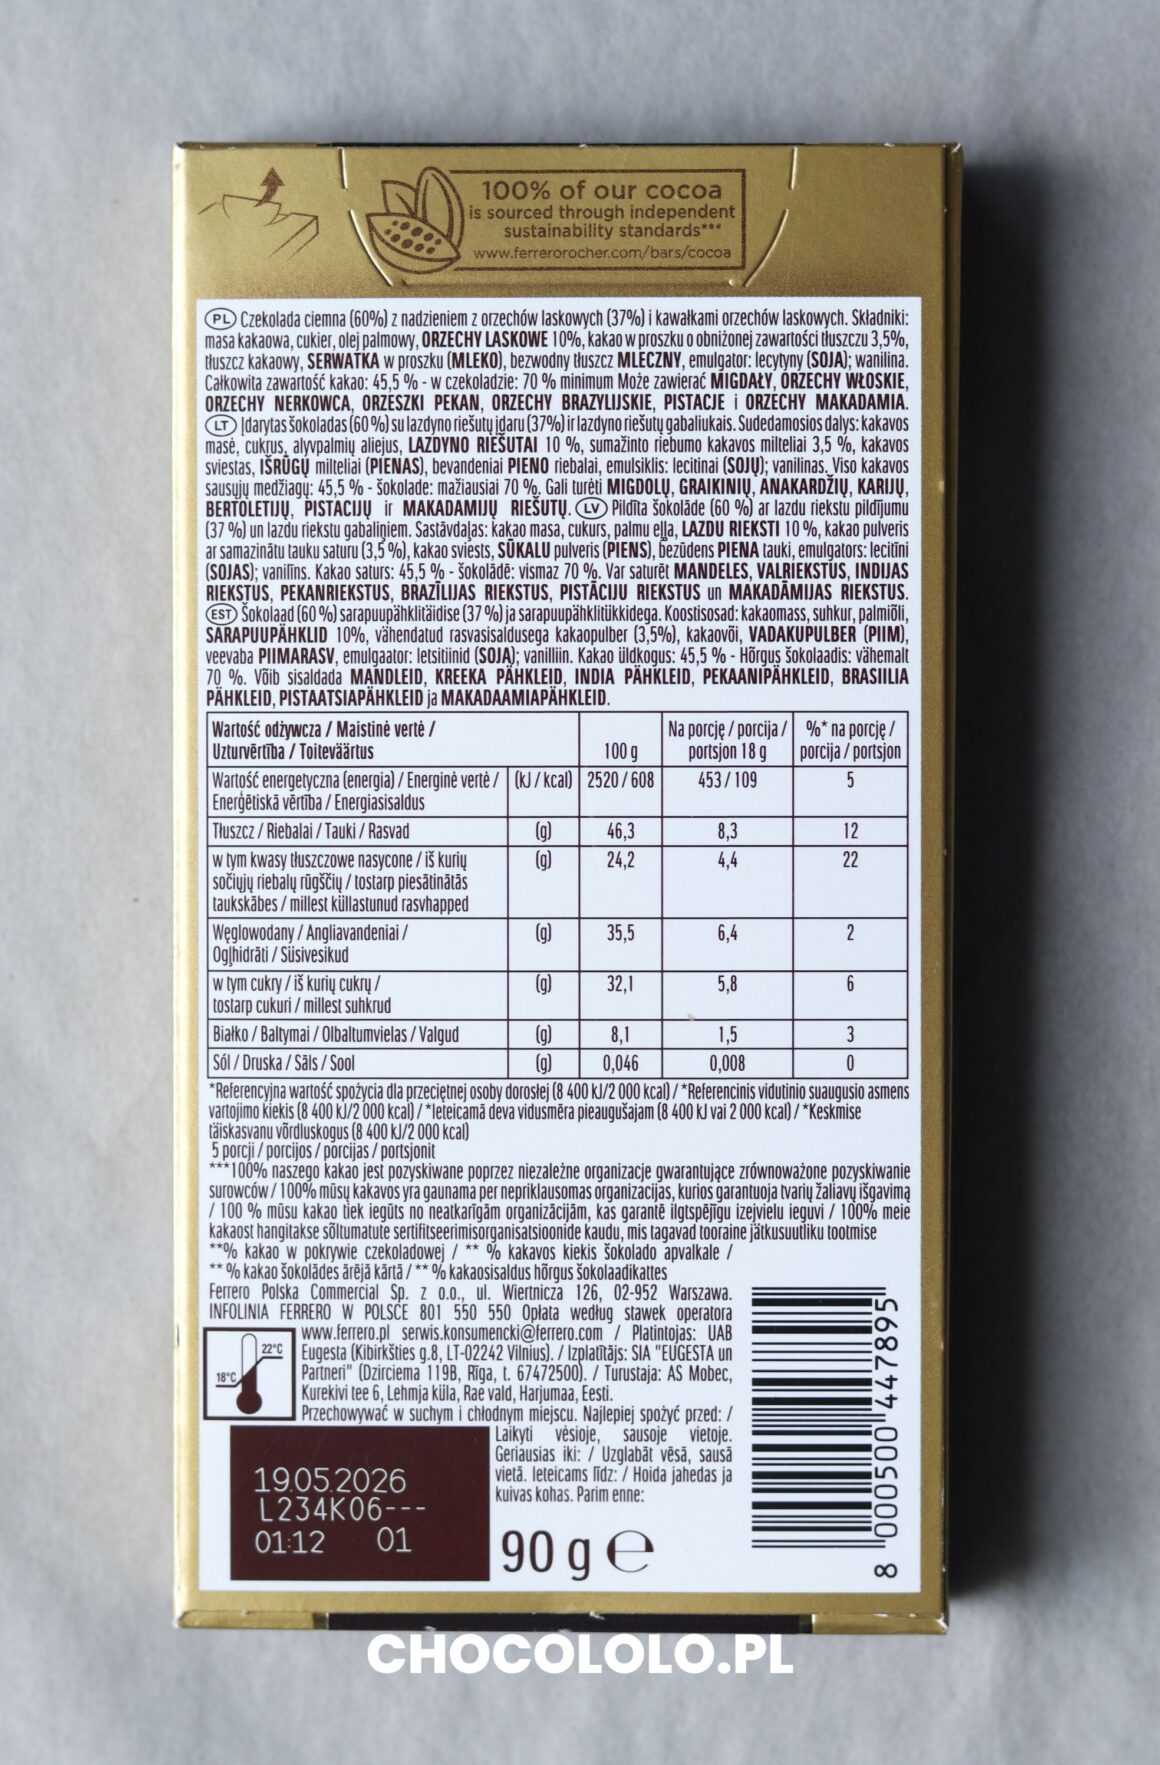 100% of our cocoa
is sourced through independent
sustainability standards***
www.ferrerorocher.com/bars/cocoa
PL Czekolada ciemna (60%) z nadzieniem z orzechów laskowych (37%) i kawałkami orzechów laskowych. Składniki:
masa kakaowa, cukier, olej palmowy, ORZECHY LASKOWE 10%, kakao w proszku o obniżonej zawartości tłuszczu 3,5%,
tłuszcz kakaowy, SERWATKA w proszku (MLEKO), bezwodny tłuszcz MLECZNY, emulgator: lecytyny (SOJA); wanilina.
Całkowita zawartość kakao: 45,5 % - w czekoladzie: 70 % minimum Może zawierać MIGDAŁY, ORZECHY WŁOSKIE,
ORZECHY NERKOWCA, ORZESZKI PEKAN, ORZECHY BRAZYLIJSKIE, PISTACJE i ORZECHY MAKADAMIA.
LT Įdarytas šokoladas (60 %) su lazdyno riešutų įdaru (37%) ir lazdyno riešutų gabaliukais. Sudedamosios dalys: kakavos
masė, cukrus, alyvpalmių aliejus, LAZDYNO RIEŠUTAI 10 %, sumažinto riebumo kakavos milteliai 3,5 %, kakavos
sviestas, IŠRŪGŲ milteliai (PIENAS), bevandeniai PIENO riebalai, emulsiklis: lecitinai (SOJŲ); vanilinas. Viso kakavos
sausųjų medžiagų: 45,5 % - šokolade: mažiausiai 70 %. Gali turėti MIGDOLŲ, GRAIKINIŲ, ANAKARDŽIŲ, KARIJŲ,
BERTOLETIJŲ, PISTACIJŲ ir MAKADAMIJŲ RIEŠUTŲ. LV Pildīta šokolāde (60 %) ar lazdu riekstu pildījumu
(37 %) un lazdu riekstu gabaliņiem. Sastāvdaļas: kakao masa, cukurs, palmu eļļa, LAZDU RIEKSTI 10 %, kakao pulveris
ar samazinātu tauku saturu (3,5 %), kakao sviests, SŪKALU pulveris (PIENS), bezūdens PIENA tauki, emulgators: lecitīni
(SOJAS); vanilīns. Kakao saturs: 45,5 % - šokolādē: vismaz 70 %. Var saturēt MANDELES, VALRIEKSTUS, INDIJAS
RIEKSTUS, PEKANRIEKSTUS, BRAZĪLIJAS RIEKSTUS, PISTĀCIJU RIEKSTUS un MAKADĀMIJAS RIEKSTUS.
EST Šokolaad (60 %) sarapuupähklitäidise (37 %) ja sarapuupähklitükkidega. Koostisosad: kakaomass, suhkur, palmiõli,
SARAPUUPÄHKLID 10%, vähendatud rasvasisaldusega kakaopulber (3,5%), kakaovõi, VADAKUPULBER (PIIM),
veevaba PIIMARASV, emulgaator: letsitiinid (SOJA); vanilliin. Kakao üldkogus: 45,5 % - Hõrgus šokolaadis: vähemalt
70 %. Võib sisaldada MANDLEID, KREEKA PÄHKLEID, INDIA PÄHKLEID, PEKAANIPÄHKLEID, BRASIILIA
PÄHKLEID, PISTAATSIAPÄHKLEID ja MAKADAAMIAPÄHKLEID.
Wartość odżywcza / Maistinė vertė /
Uzturvērtība / Toiteväärtus
100 g
Na porcję / porcija /
portsjon 18 g
%* na porcję /
porcija / portsjon
Wartość energetyczna (energia) / Energinė vertė / (kJ / kcal) 2520 / 608 453 / 109 5
Enerģētiskā vērtība / Energiasisaldus
Tłuszcz / Riebalai / Tauki / Rasvad (g) 46,3 8,3 12
w tym kwasy tłuszczowe nasycone / iš kurių (g) 24,2 4,4 22
sočiųjų riebalų rūgščių / tostarp piesātinātās
taukskābes / millest küllastunud rasvhapped
Węglowodany / Angliavandeniai / (g) 35,5 6,4 2
Ogļhidrāti / Süsivesikud
w tym cukry / iš kurių cukrų / (g) 32,1 5,8 6
tostarp cukuri / millest suhkrud
Białko / Baltymai / Olbaltumvielas / Valgud (g) 8,1 1,5 3
Sól / Druska / Sāls / Sool (g) 0,046 0,008 0
*Referencyjna wartość spożycia dla przeciętnej osoby dorosłej (8 400 kJ/2 000 kcal) / *Referencinis vidutinio suaugusio asmens
vartojimo kiekis (8 400 kJ/2 000 kcal) / *Ieteicamā deva vidusmēra pieaugušajam (8 400 kJ vai 2 000 kcal) / *Keskmise
täiskasvanu võrdluskogus (8 400 kJ/2 000 kcal)
5 porcji / porcijos / porcijas / portsjonit
***100% naszego kakao jest pozyskiwane poprzez niezależne organizacje gwarantujące zrównoważone pozyskiwanie
surowców / 100% mūsų kakavos yra gaunama per nepriklausomas organizacijas, kurios garantuoja tvarių žaliavų išgavimą
/ 100 % mūsu kakao tiek iegūts no neatkarīgām organizācijām, kas garantē ilgtspējīgu izejvielu ieguvi / 100% meie
kakaost hangitakse sõltumatute sertifitseerimisorganisatsioonide kaudu, mis tagavad tooraine jätkusuutliku tootmise
**% kakao w pokrywie czekoladowej / ** % kakavos kiekis šokolado apvalkale /
** % kakao šokolādes ārējā kārtā / ** % kakaosisaldus hõrgus šokolaadikattes
Ferrero Polska Commercial Sp. z o.o., ul. Wiertnicza 126, 02-952 Warszawa.
INFOLINIA FERRERO W POLSCE 801 550 550 Opłata według stawek operatora
www.ferrero.pl serwis.konsumencki@ferrero.com / Platintojas: UAB
Eugesta (Kibirkšties g.8, LT-02242 Vilnius). / Izplatītājs: SIA "EUGESTA un
Partneri" (Dzirciema 119B, Rīga, t. 67472500). / Turustaja: AS Mobec,
Kurekivi tee 6, Lehmja küla, Rae vald, Harjumaa, Eesti.
Przechowywać w suchym i chłodnym miejscu. Najlepiej spożyć przed: /
Laikyti vėsioje, sausoje vietoje.
Geriausias iki: / Uzglabāt vēsā, sausā
vietā. Ieteicams līdz: / Hoida jahedas ja
kuivas kohas. Parim enne:
22°C
18°C
19.05.2026
L234K06---
01:12 01
90 g e
8 000500 447895
CHOCOLOLO.PL